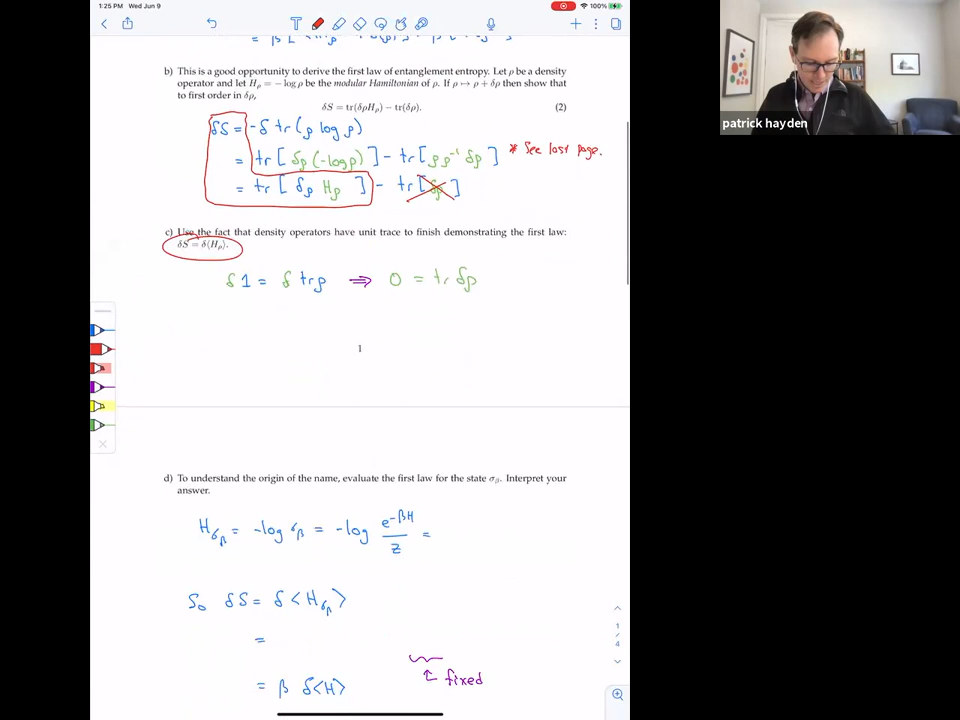 1:25 PM Wed Jun 9
100%
b) This is a good opportunity to derive the first law of entanglement entropy. Let ρ be a density
operator and let H_ρ = − log ρ be the modular Hamiltonian of ρ. If ρ ↦ ρ + δρ then show that
to first order in δρ,
δS = tr(δρH_ρ) − tr(δρ). (2)
δS = -δ tr(ρ log ρ)
= tr[ δρ (-log ρ) ] - tr[ ρ ρ⁻¹ δρ ] * See last page.
= tr[ δρ H_ρ ] - tr[ δρ ]
c) Use the fact that density operators have unit trace to finish demonstrating the first law:
δS = δ⟨H_ρ⟩.
δ1 = δ tr ρ ⟹ 0 = tr δρ
1
d) To understand the origin of the name, evaluate the first law for the state σ_β. Interpret your
answer.
H_σ_β = -log σ_β = -log e^{-βH}/Z =
So δS = δ⟨H_σ_β⟩
=
↑ fixed
= β δ⟨H⟩
1/4
patrick hayden